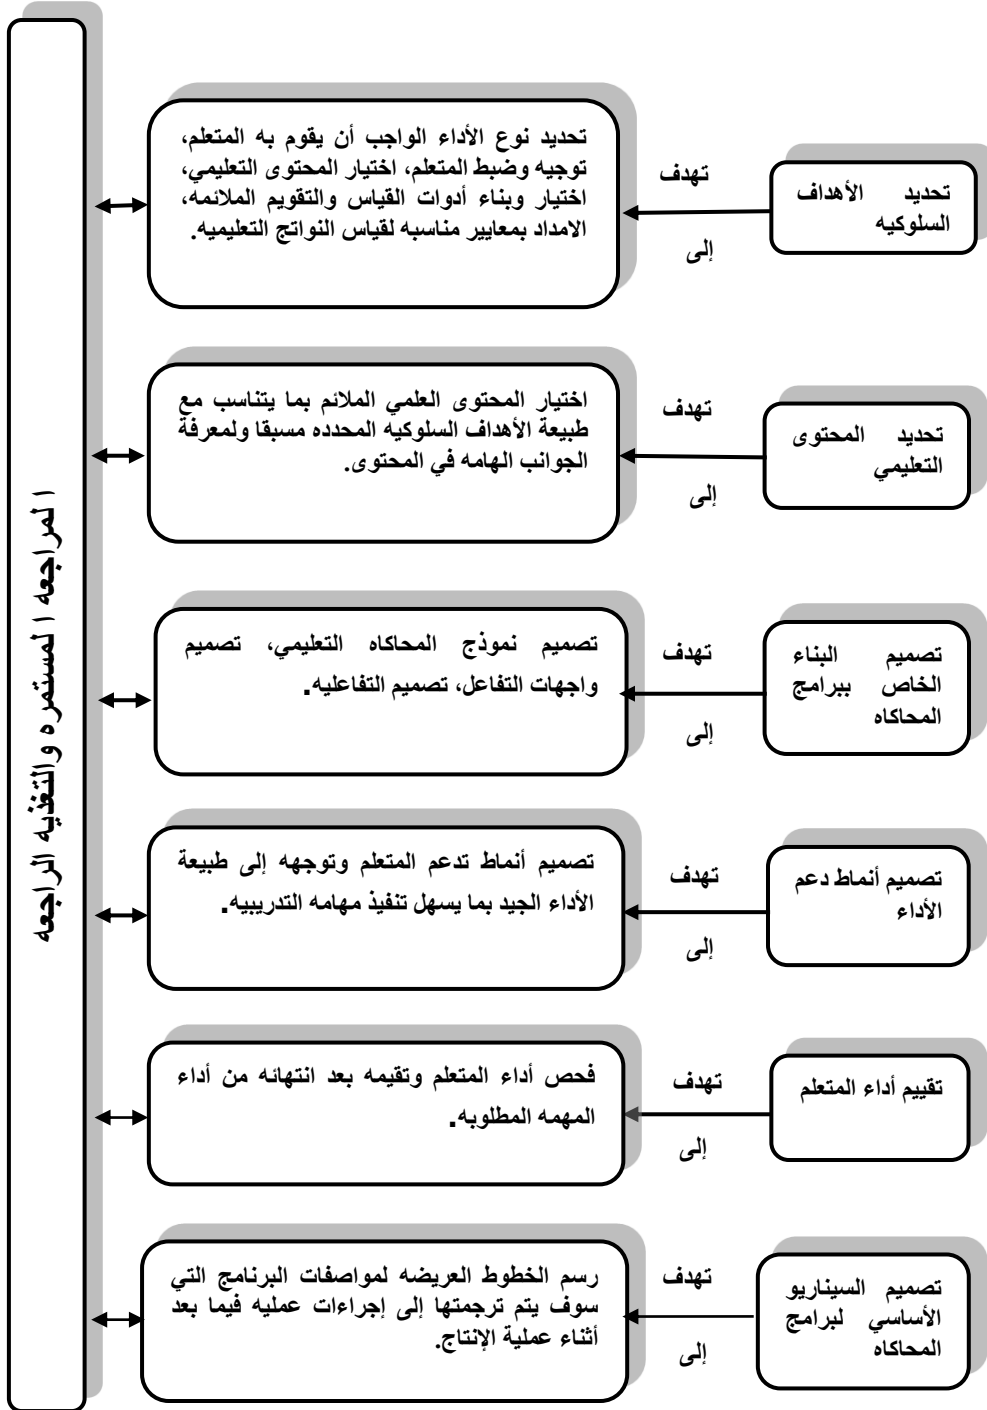 تحديد الأهداف
السلوكيه
تهدف
إلى
تحديد نوع الأداء الواجب أن يقوم به المتعلم،
توجيه وضبط المتعلم، اختيار المحتوى التعليمي،
اختيار وبناء أدوات القياس والتقويم الملائمه،
الامداد بمعايير مناسبه لقياس النواتج التعليميه.
تحديد المحتوى
التعليمي
تهدف
إلى
اختيار المحتوى العلمي الملائم بما يتناسب مع
طبيعة الأهداف السلوكيه المحدده مسبقا ولمعرفة
الجوانب الهامه في المحتوى.
تصميم البناء
الخاص ببرامج
المحاكاه
تهدف
إلى
تصميم نموذج المحاكاه التعليمي، تصميم
واجهات التفاعل، تصميم التفاعليه.
تصميم أنماط دعم
الأداء
تهدف
إلى
تصميم أنماط تدعم المتعلم وتوجهه إلى طبيعة
الأداء الجيد بما يسهل تنفيذ مهامه التدريبيه.
تقييم أداء المتعلم
تهدف
إلى
فحص أداء المتعلم وتقيمه بعد انتهائه من أداء
المهمه المطلوبه.
تصميم السيناريو
الأساسي لبرامج
المحاكاه
تهدف
إلى
رسم الخطوط العريضه لمواصفات البرنامج التي
سوف يتم ترجمتها إلى إجراءات عمليه فيما بعد
أثناء عملية الإنتاج.
المراجعه المستمره والتغذيه الراجعه